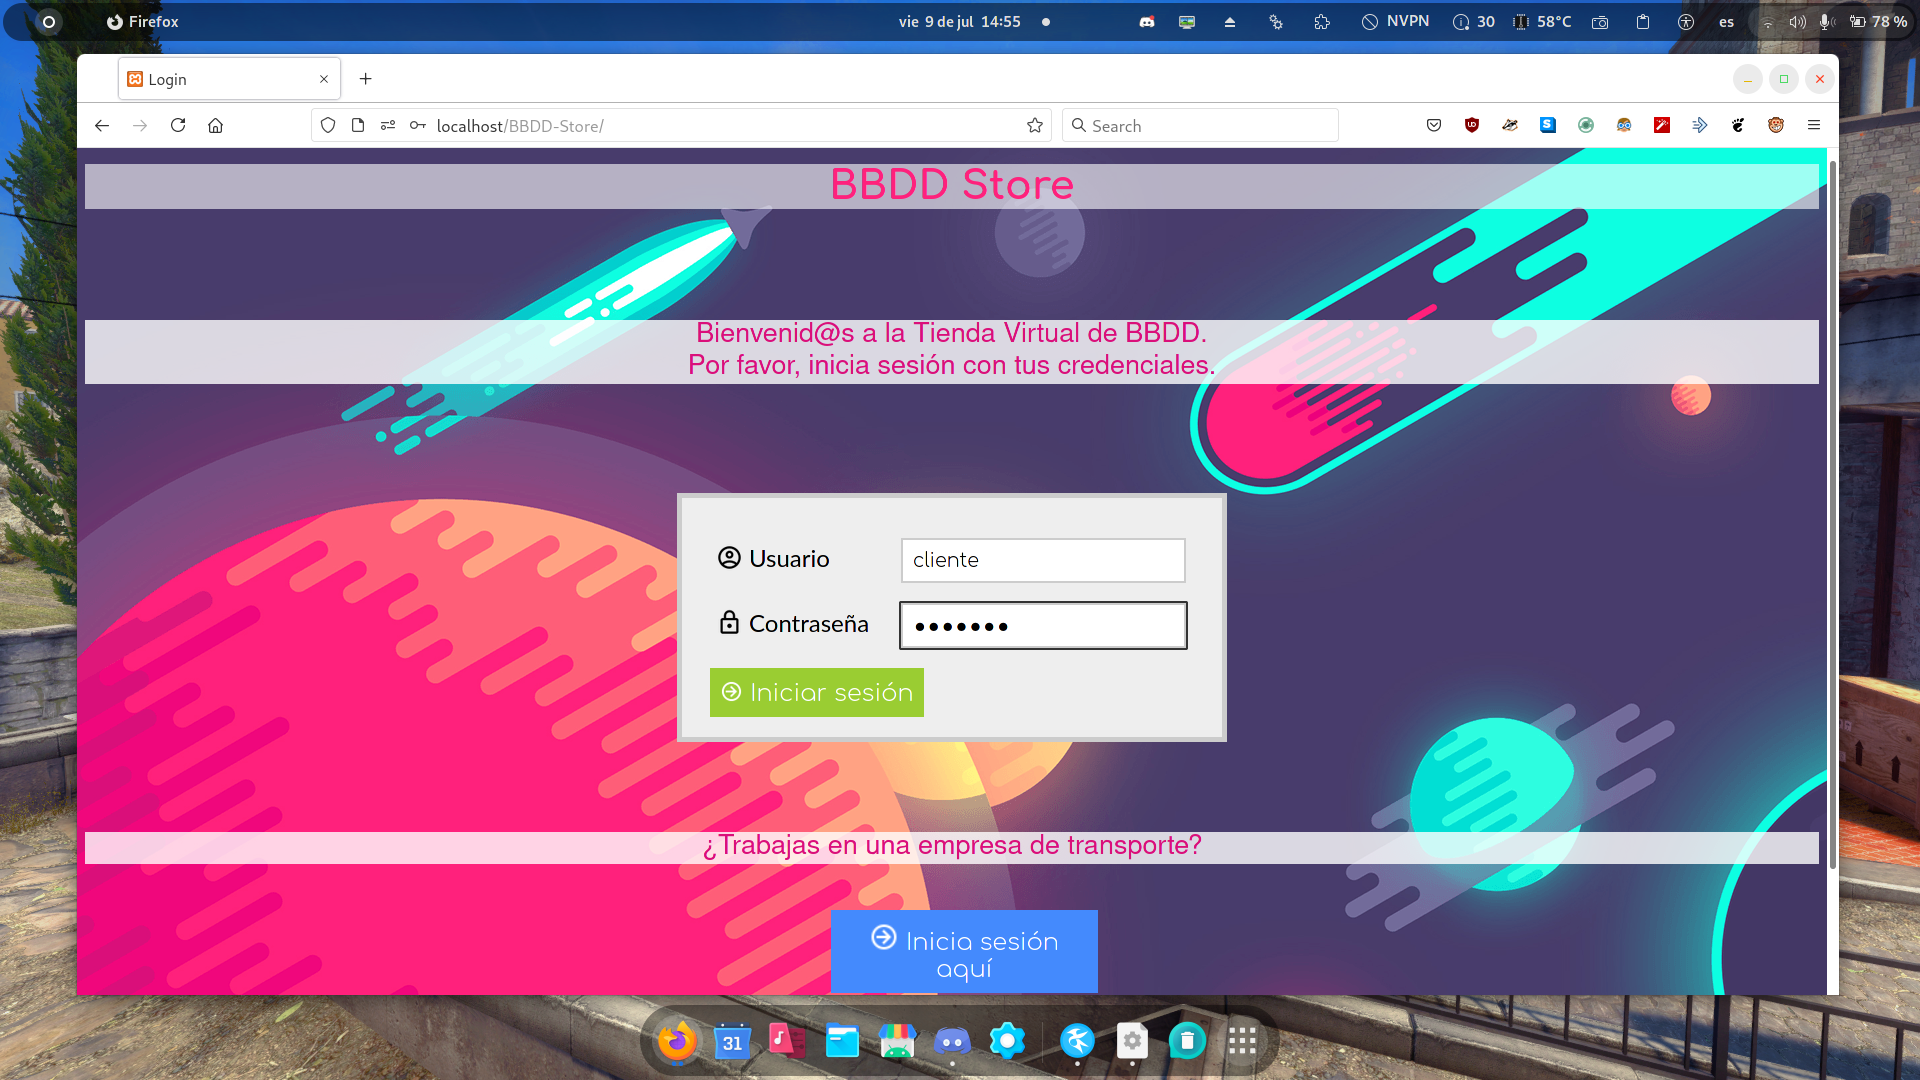 Firefox
vie 9 de jul 14:55
NVPN
30
58°C
es
78 %
Login
localhost/BBDD-Store/
Search
BBDD Store
Bienvenid@s a la Tienda Virtual de BBDD.
Por favor, inicia sesión con tus credenciales.
Usuario
cliente
Contraseña
Iniciar sesión
¿Trabajas en una empresa de transporte?
Inicia sesión
aquí
31